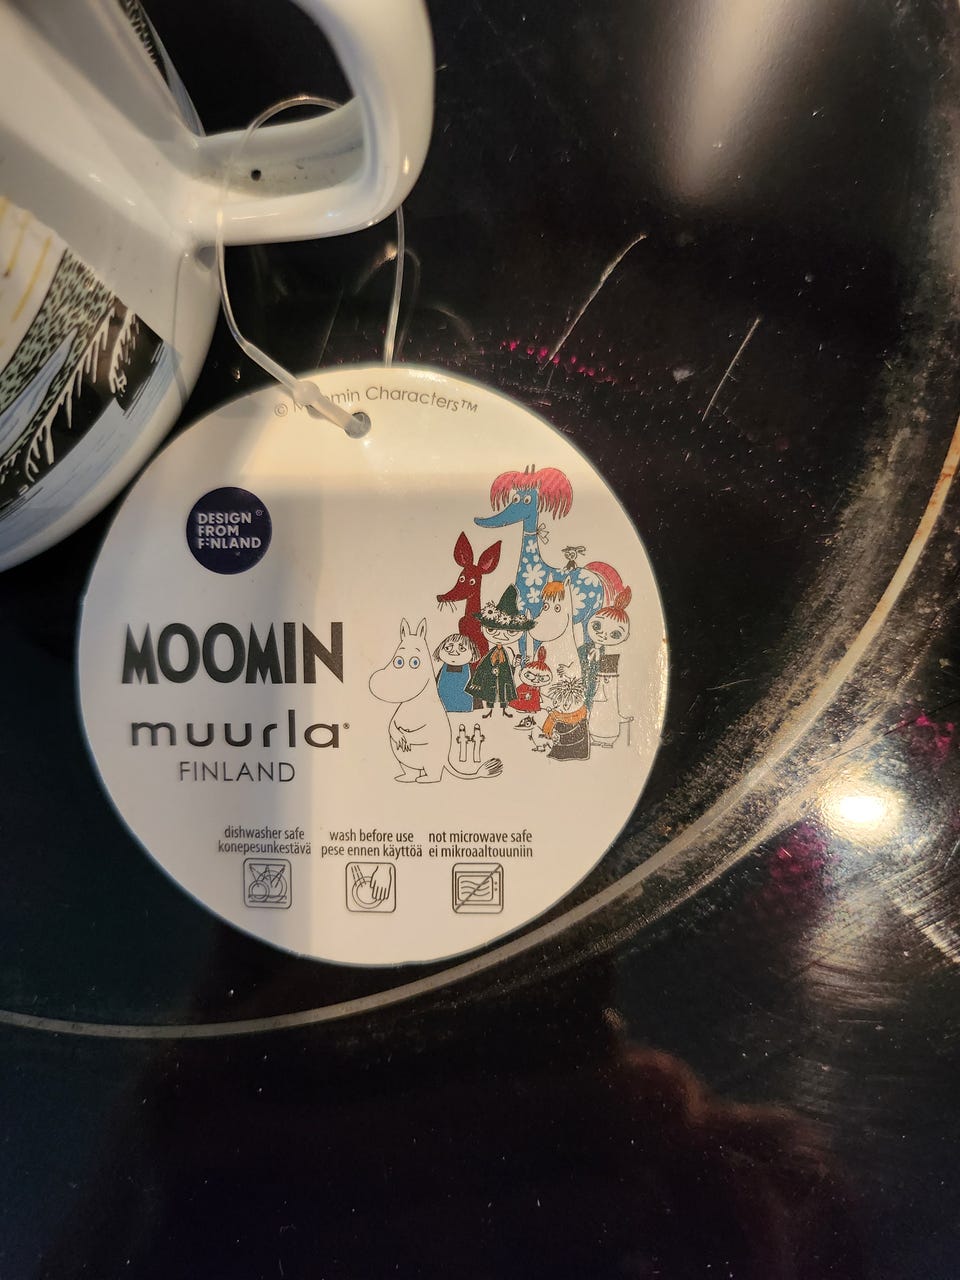 © Moomin Characters™
DESIGN
FROM
FINLAND
MOOMIN
muurla®
FINLAND
dishwasher safe
konepesunkestävä
wash before use
pese ennen käyttöä
not microwave safe
ei mikroaaltouuniin